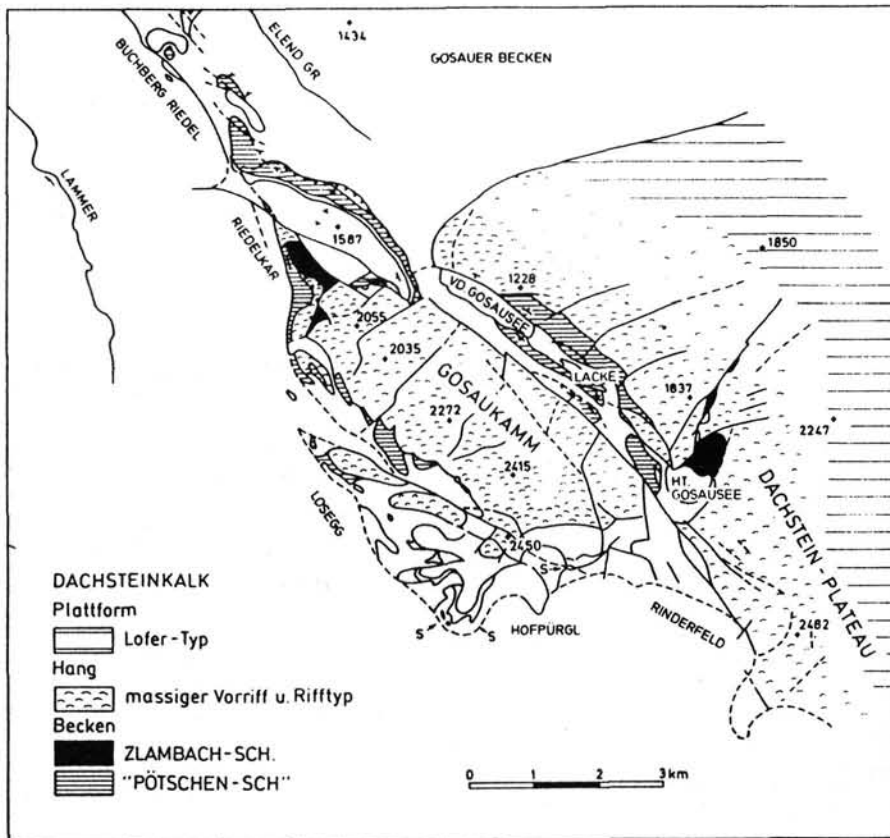 1434
ELEND GR
GOSAUER BECKEN
BUCHBERG RIEDEL
LAMMER
RIEDELKAR
1587
1850
1228
VD GOSAUSEE
2055
2035
GOSAUKAMM
LACKE
1837
2272
2247
2415
HT.
GOSAUSEE
LOSEGG
DACHSTEIN-PLATEAU
2450
S
S
S
HOFPÜRGL
RINDERFELD
2482
DACHSTEINKALK
Plattform
Lofer-Typ
Hang
massiger Vorriff u. Rifftyp
Becken
ZLAMBACH-SCH.
"PÖTSCHEN-SCH"
0 1 2 3 km